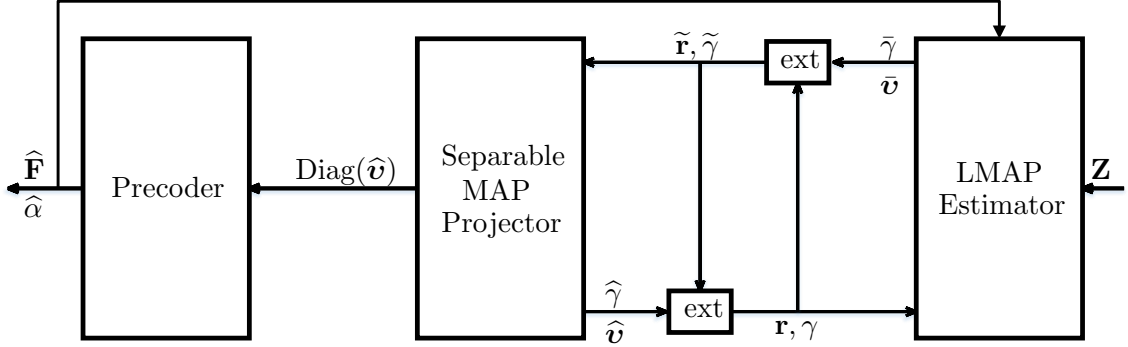 F̂
α̂
Precoder
Diag(𝒗̂)
Separable
MAP
Projector
r̃, γ̃
ext
γ̄
𝒗̄
γ̂
𝒗̂
ext
r, γ
LMAP
Estimator
Z